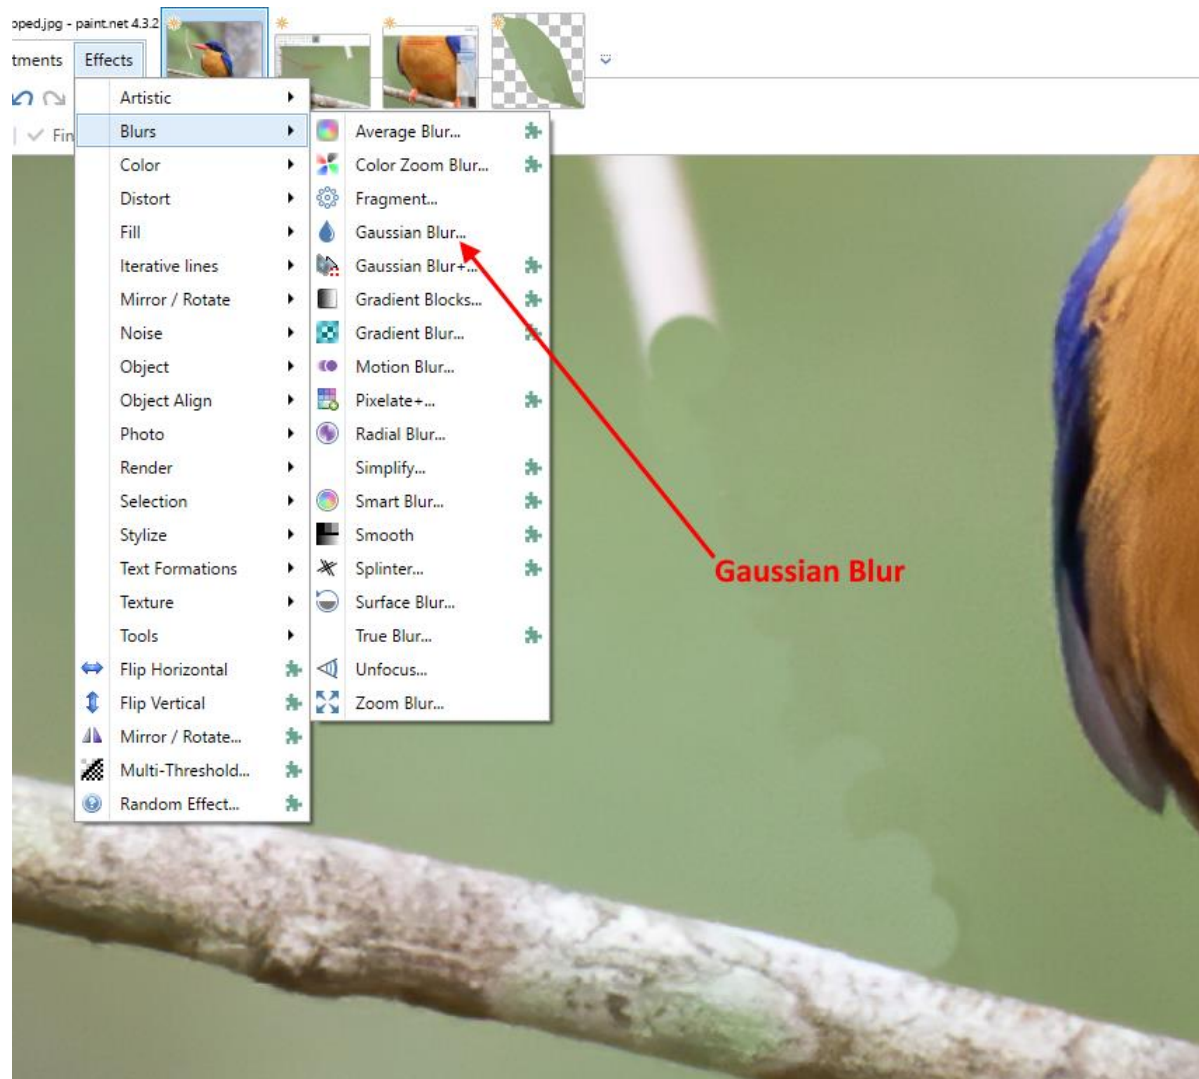 oped.jpg - paint.net 4.3.2
tments Effects
Fin
Artistic
Blurs
Color
Distort
Fill
Iterative lines
Mirror / Rotate
Noise
Object
Object Align
Photo
Render
Selection
Stylize
Text Formations
Texture
Tools
Flip Horizontal
Flip Vertical
Mirror / Rotate...
Multi-Threshold...
Random Effect...
Average Blur...
Color Zoom Blur...
Fragment...
Gaussian Blur...
Gaussian Blur+...
Gradient Blocks...
Gradient Blur...
Motion Blur...
Pixelate+...
Radial Blur...
Simplify...
Smart Blur...
Smooth
Splinter...
Surface Blur...
True Blur...
Unfocus...
Zoom Blur...
Gaussian Blur